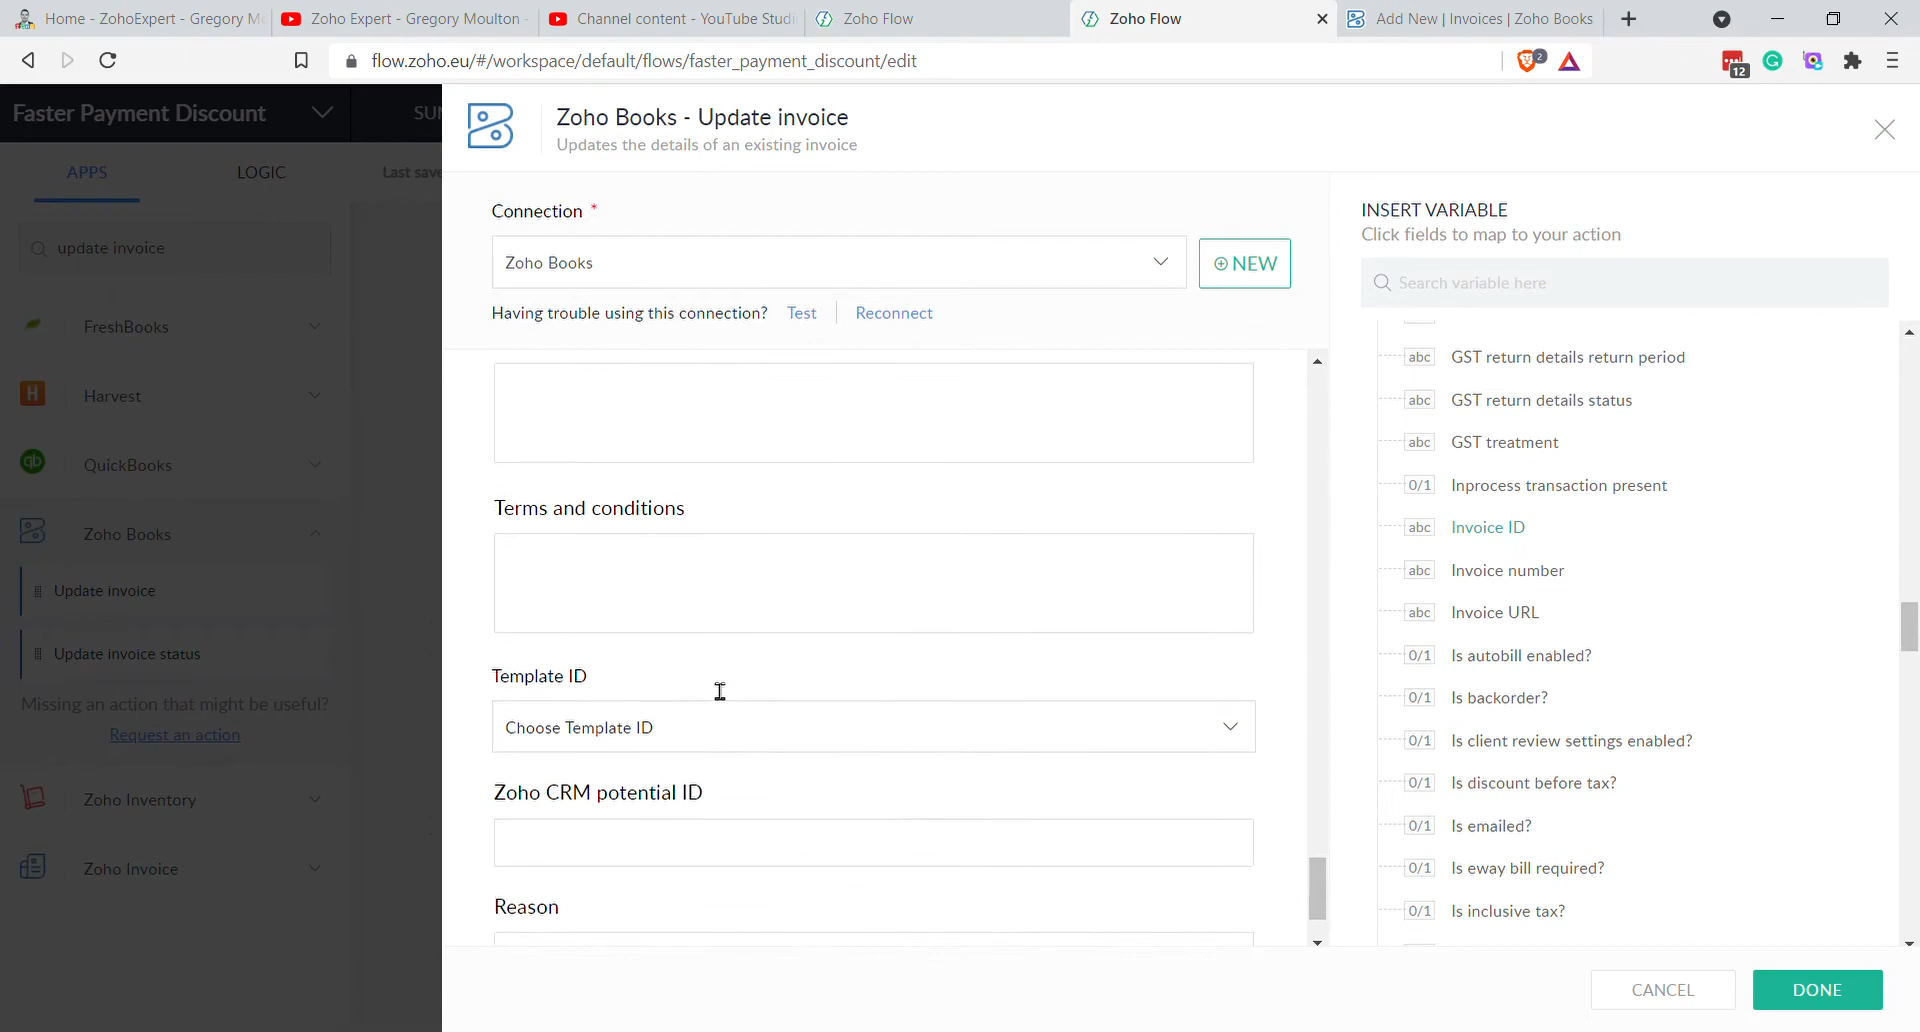 Home - ZohoExpert - Gregory Mo
Zoho Expert - Gregory Moulton -
Channel content - YouTube Studi
Zoho Flow
Zoho Flow
Add New | Invoices | Zoho Books
flow.zoho.eu/#/workspace/default/flows/faster_payment_discount/edit
2
12
Faster Payment Discount
SUM
APPS
LOGIC
Last save
update invoice
FreshBooks
H
Harvest
qb
QuickBooks
Zoho Books
Update invoice
Update invoice status
Missing an action that might be useful?
Request an action
Zoho Inventory
Zoho Invoice
Zoho Books - Update invoice
Updates the details of an existing invoice
Connection *
Zoho Books
NEW
Having trouble using this connection? Test Reconnect
Terms and conditions
Template ID
Choose Template ID
Zoho CRM potential ID
Reason
INSERT VARIABLE
Click fields to map to your action
Search variable here
abc GST return details return period
abc GST return details status
abc GST treatment
0/1 Inprocess transaction present
abc Invoice ID
abc Invoice number
abc Invoice URL
0/1 Is autobill enabled?
0/1 Is backorder?
0/1 Is client review settings enabled?
0/1 Is discount before tax?
0/1 Is emailed?
0/1 Is eway bill required?
0/1 Is inclusive tax?
CANCEL
DONE